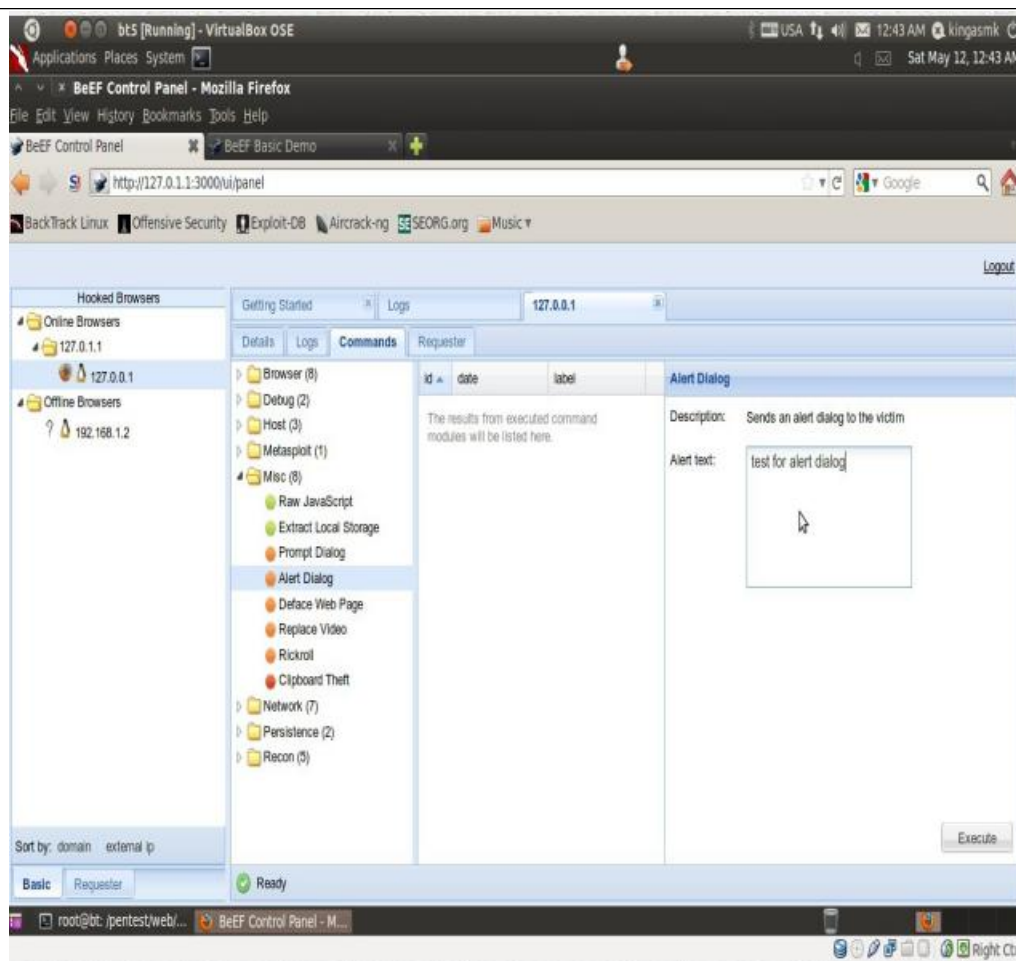 bt5 [Running] - VirtualBox OSE
USA 12:43 AM kingasmk
Applications Places System
Sat May 12, 12:43 AM
BeEF Control Panel - Mozilla Firefox
File Edit View History Bookmarks Tools Help
BeEF Control Panel
BeEF Basic Demo
http://127.0.1.1:3000/ui/panel
Google
BackTrack Linux Offensive Security Exploit-DB Aircrack-ng SEORG.org Music
Logout
Hooked Browsers
Online Browsers
127.0.1.1
127.0.0.1
Offline Browsers
? 192.168.1.2
Sort by: domain external ip
Basic Requester
Getting Started Logs 127.0.0.1
Details Logs Commands Requester
Browser (8)
Debug (2)
Host (3)
Metasploit (1)
Misc (8)
Raw JavaScript
Extract Local Storage
Prompt Dialog
Alert Dialog
Deface Web Page
Replace Video
Rickroll
Clipboard Theft
Network (7)
Persistence (2)
Recon (5)
id date label
The results from executed command
modules will be listed here.
Alert Dialog
Description: Sends an alert dialog to the victim
Alert text: test for alert dialog
Execute
Ready
root@bt: /pentest/web/...
BeEF Control Panel - M...
Right Ct